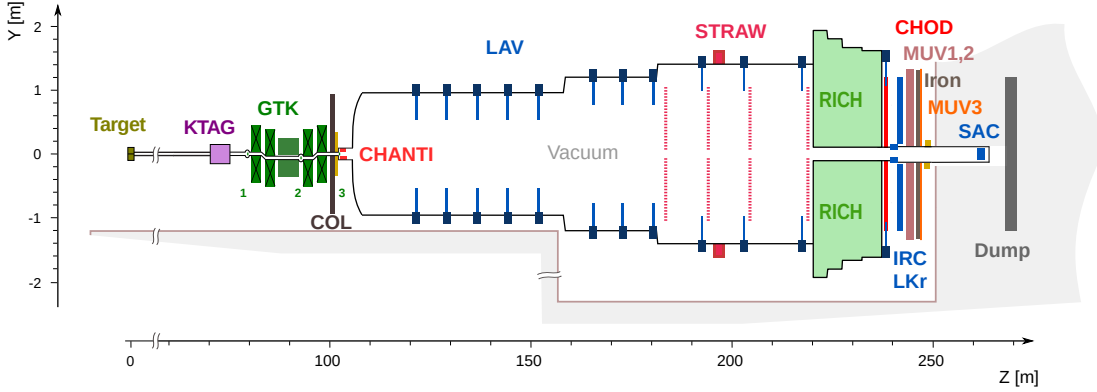 Y [m]
2
1
0
-1
-2
Target
KTAG
GTK
1
2
3
COL
CHANTI
LAV
Vacuum
STRAW
RICH
RICH
CHOD
MUV1,2
Iron
MUV3
SAC
IRC
LKr
Dump
0
100
150
200
250
Z [m]